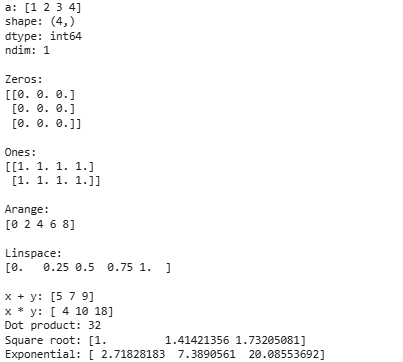 a: [1 2 3 4]
shape: (4,)
dtype: int64
ndim: 1

Zeros:
[[0. 0. 0.]
 [0. 0. 0.]
 [0. 0. 0.]]

Ones:
[[1. 1. 1. 1.]
 [1. 1. 1. 1.]]

Arange:
[0 2 4 6 8]

Linspace:
[0.   0.25 0.5  0.75 1.  ]

x + y: [5 7 9]
x * y: [ 4 10 18]
Dot product: 32
Square root: [1.         1.41421356 1.73205081]
Exponential: [ 2.71828183  7.3890561  20.08553692]